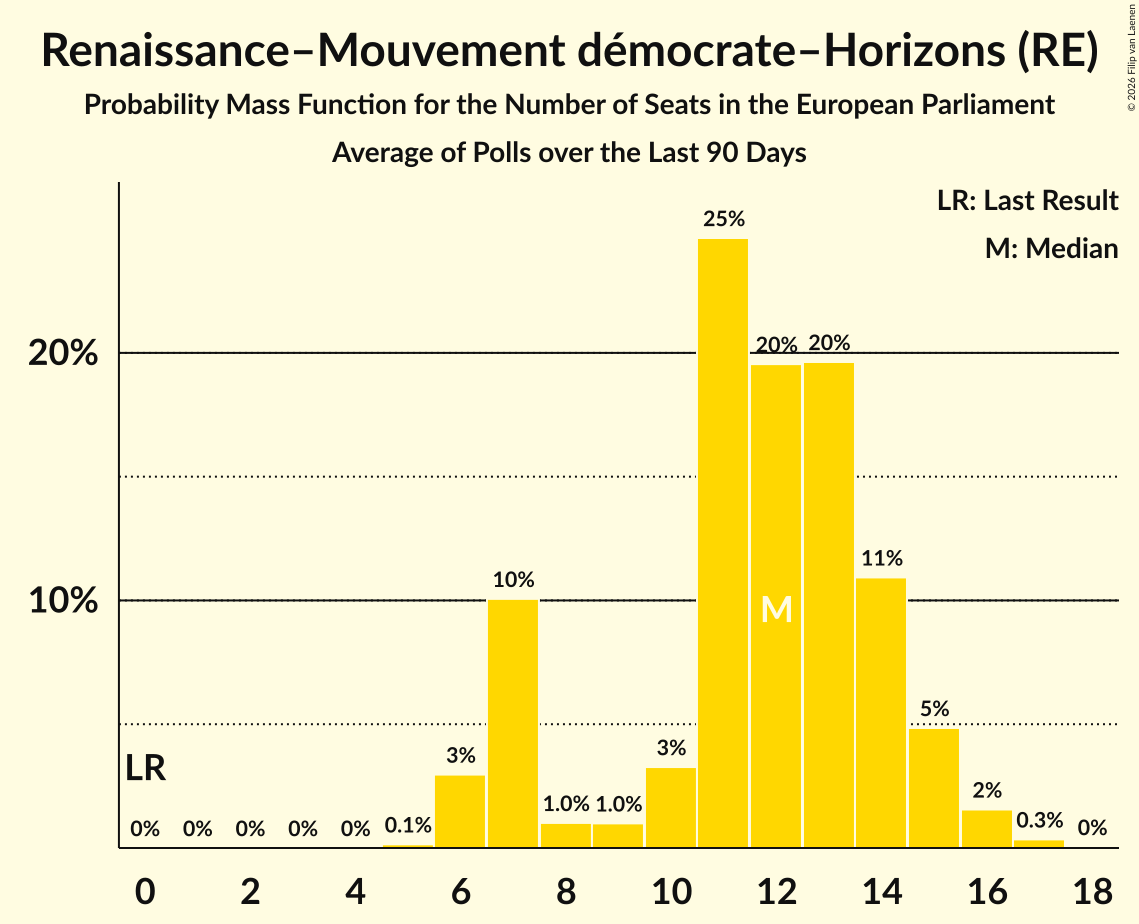 Renaissance–Mouvement démocrate–Horizons (RE)
Probability Mass Function for the Number of Seats in the European Parliament
Average of Polls over the Last 90 Days
© 2026 Filip van Laenen
LR: Last Result
M: Median
25%
20%
20% 20%
11%
10%
10%
M
5%
LR
3%
3%
2%
0% 0% 0% 0% 0% 0.1% 1.0% 1.0% 0.3% 0%
0 2 4 6 8 10 12 14 16 18